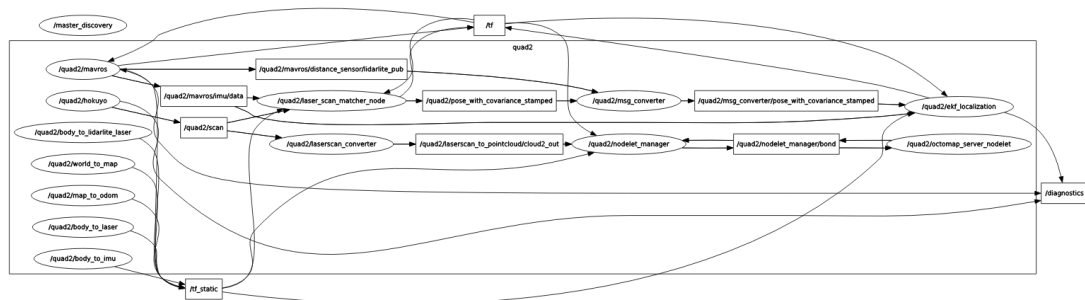 /master_discovery
/tf
quad2
/quad2/mavros
/quad2/mavros/distance_sensor/lidarlite_pub
/quad2/mavros/imu/data
/quad2/hokuyo
/quad2/laser_scan_matcher_node
/quad2/pose_with_covariance_stamped
/quad2/msg_converter
/quad2/msg_converter/pose_with_covariance_stamped
/quad2/ekf_localization
/quad2/scan
/quad2/body_to_lidarlite_laser
/quad2/laserscan_converter
/quad2/laserscan_to_pointcloud/cloud2_out
/quad2/nodelet_manager
/quad2/nodelet_manager/bond
/quad2/octomap_server_nodelet
/quad2/world_to_map
/quad2/map_to_odom
/diagnostics
/quad2/body_to_laser
/quad2/body_to_imu
/tf_static